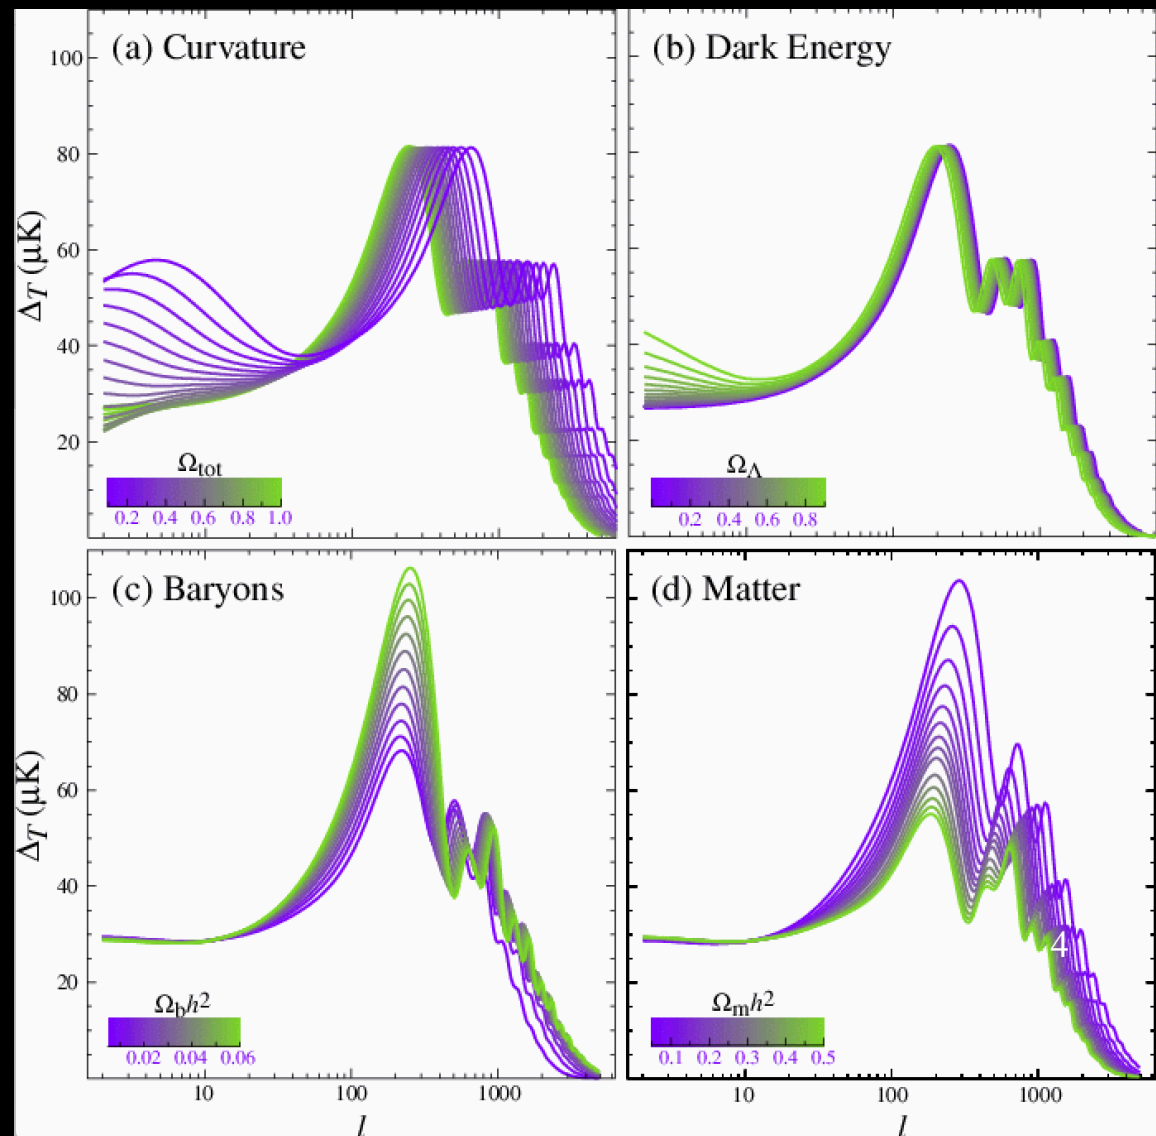 (a) Curvature
(b) Dark Energy
100
80
60
40
20
ΔT (μK)
Ωtot
0.2 0.4 0.6 0.8 1.0
ΩΛ
0.2 0.4 0.6 0.8
(c) Baryons
(d) Matter
100
80
60
40
20
ΔT (μK)
4
Ωbh²
0.02 0.04 0.06
Ωmh²
0.1 0.2 0.3 0.4 0.5
10 100 1000
10 100 1000
l
l